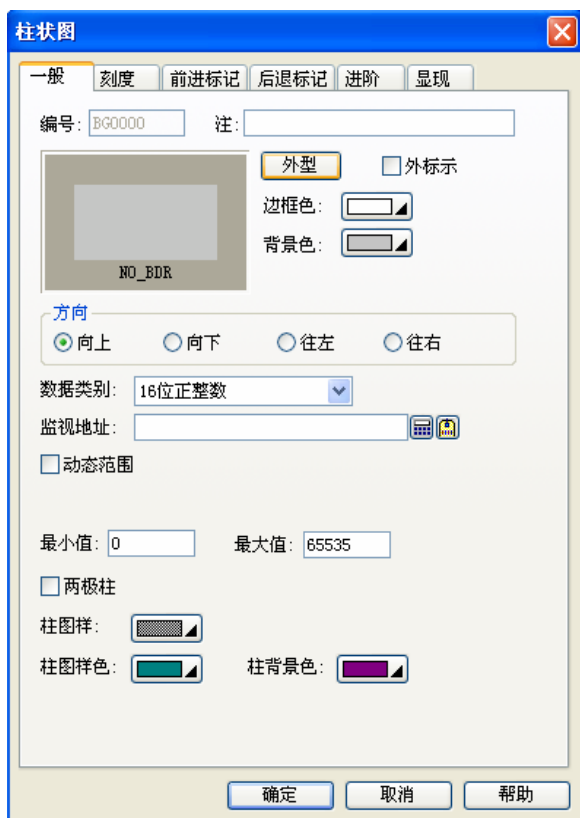 柱状图
一般 刻度 前进标记 后退标记 进阶 显现
编号: BG0000 注:
外型 外标示
边框色:
背景色:
NO_BDR
方向
向上 向下 往左 往右
数据类别: 16位正整数
监视地址:
动态范围
最小值: 0 最大值: 65535
两极柱
柱图样:
柱图样色: 柱背景色:
确定 取消 帮助